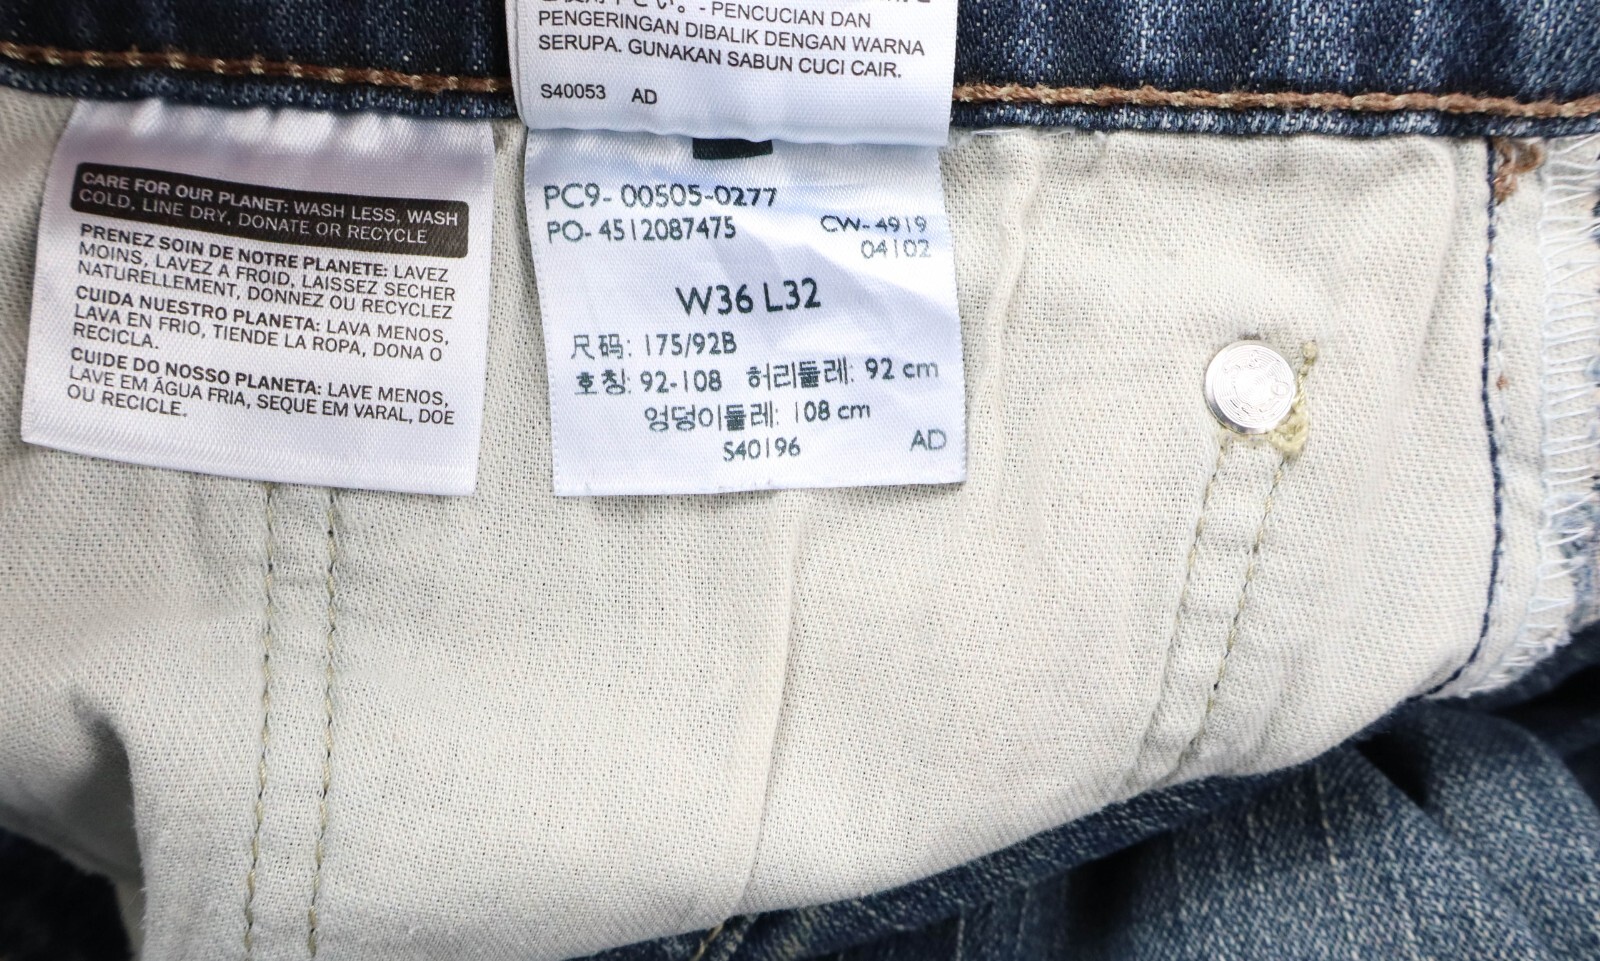 CARE FOR OUR PLANET: WASH LESS, WASH
COLD, LINE DRY, DONATE OR RECYCLE
PRENEZ SOIN DE NOTRE PLANETE: LAVEZ
MOINS, LAVEZ A FROID, LAISSEZ SECHER
NATURELLEMENT, DONNEZ OU RECYCLEZ
CUIDA NUESTRO PLANETA: LAVA MENOS,
LAVA EN FRIO, TIENDE LA ROPA, DONA O
RECICLA.
CUIDE DO NOSSO PLANETA: LAVE MENOS,
LAVE EM ÁGUA FRIA, SEQUE EM VARAL, DOE
OU RECICLE.
- PENCUCIAN DAN
PENGERINGAN DIBALIK DENGAN WARNA
SERUPA. GUNAKAN SABUN CUCI CAIR.
S40053 AD
PC9- 00505-0277
PO- 4512087475 CW- 4919
04102
W36 L32
尺码: 175/92B
호칭: 92-108 허리둘레: 92 cm
엉덩이둘레: 108 cm
S40196 AD